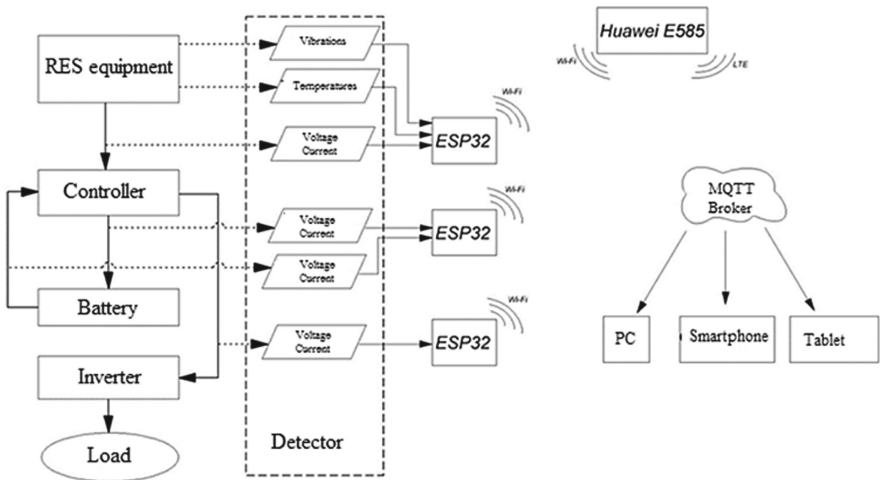 RES equipment
Controller
Battery
Inverter
Load
Vibrations
Temperatures
Voltage
Current
Voltage
Current
Voltage
Current
Voltage
Current
Detector
ESP32
Wi-Fi
ESP32
Wi-Fi
ESP32
Wi-Fi
Huawei E585
Wi-Fi
LTE
MQTT
Broker
PC
Smartphone
Tablet